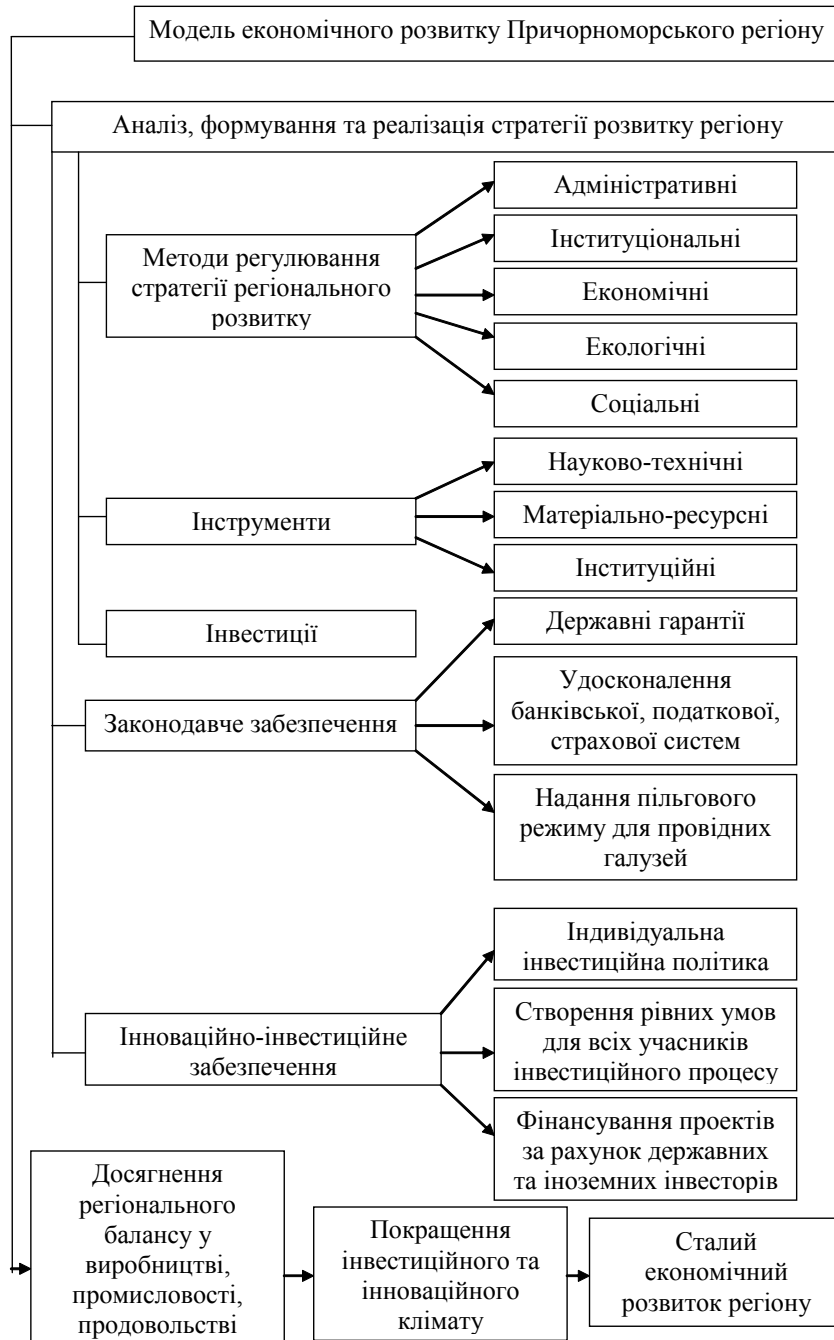 Модель економічного розвитку Причорноморського регіону
Аналіз, формування та реалізація стратегії розвитку регіону
Методи регулювання
стратегії регіонального
розвитку
Адміністративні
Інституціональні
Економічні
Екологічні
Соціальні
Інструменти
Науково-технічні
Матеріально-ресурсні
Інституційні
Інвестиції
Законодавче забезпечення
Державні гарантії
Удосконалення
банківської, податкової,
страхової систем
Надання пільгового
режиму для провідних
галузей
Інноваційно-інвестиційне
забезпечення
Індивідуальна
інвестиційна політика
Створення рівних умов
для всіх учасників
інвестиційного процесу
Фінансування проектів
за рахунок державних
та іноземних інвесторів
Досягнення
регіонального
балансу у
виробництві,
промисловості,
продовольстві
Покращення
інвестиційного та
інноваційного
клімату
Сталий
економічний
розвиток регіону